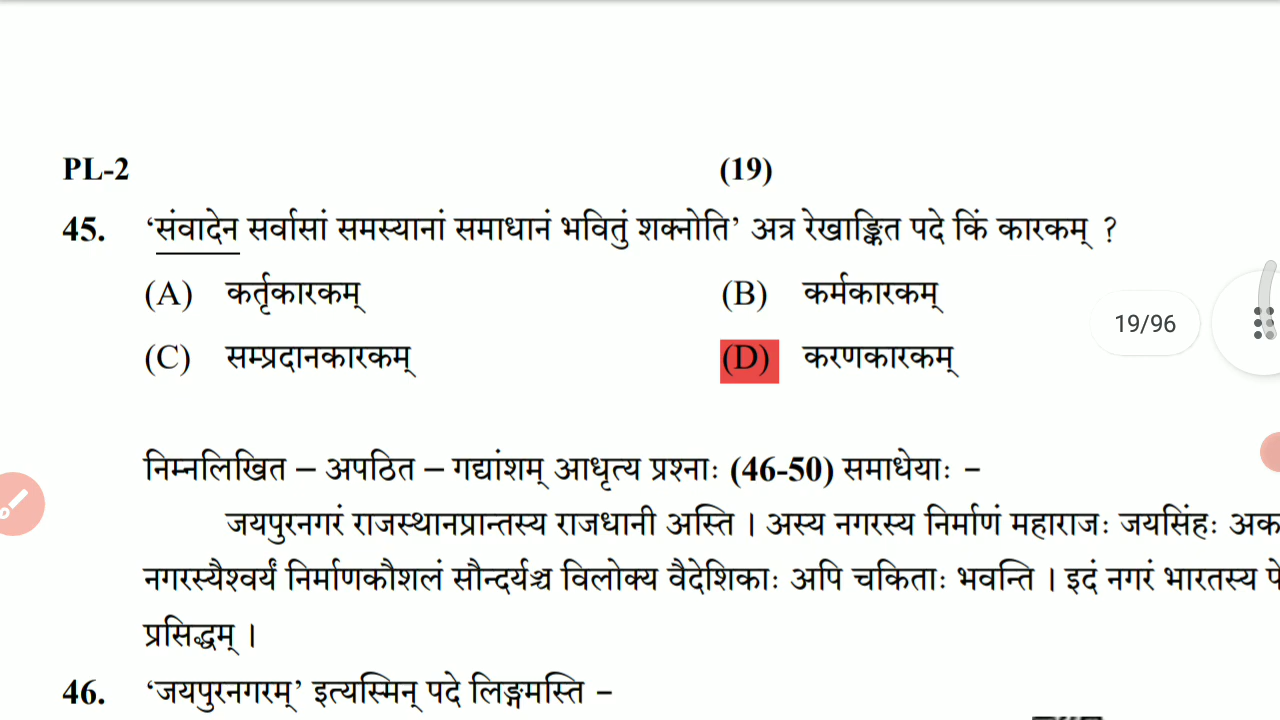 PL-2 (19)
45. ‘संवादेन सर्वासां समस्यानां समाधानं भवितुं शक्नोति’ अत्र रेखाङ्कित पदे किं कारकम् ?
(A) कर्तृकारकम् (B) कर्मकारकम्
19/96
(C) सम्प्रदानकारकम् (D) करणकारकम्
निम्नलिखित – अपठित – गद्यांशम् आधृत्य प्रश्नाः (46-50) समाधेयाः –
जयपुरनगरं राजस्थानप्रान्तस्य राजधानी अस्ति । अस्य नगरस्य निर्माणं महाराजः जयसिंहः अक
नगरस्यैश्वर्यं निर्माणकौशलं सौन्दर्यञ्च विलोक्य वैदेशिकाः अपि चकिताः भवन्ति । इदं नगरं भारतस्य पे
प्रसिद्धम् ।
46. ‘जयपुरनगरम्’ इत्यस्मिन् पदे लिङ्गमस्ति –